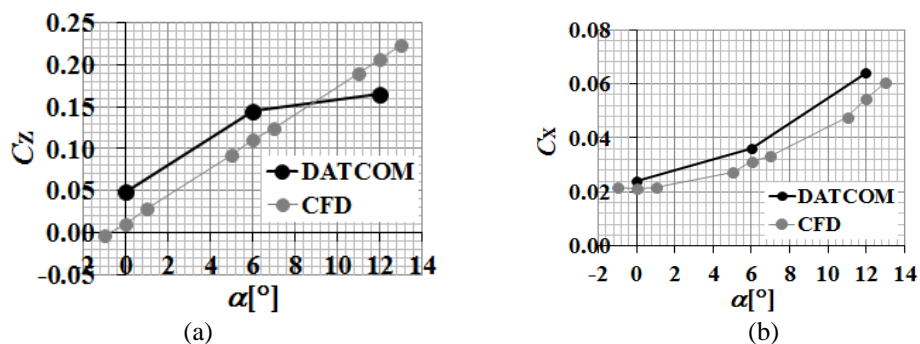 0.25
0.20
0.15
0.10
0.05
0.00
-0.05
Cz
2 0 2 4 6 8 10 12 14
α[°]
DATCOM
CFD
(a)
0.08
0.06
0.04
0.02
0.00
Cx
-2 0 2 4 6 8 10 12 14
α[°]
DATCOM
CFD
(b)